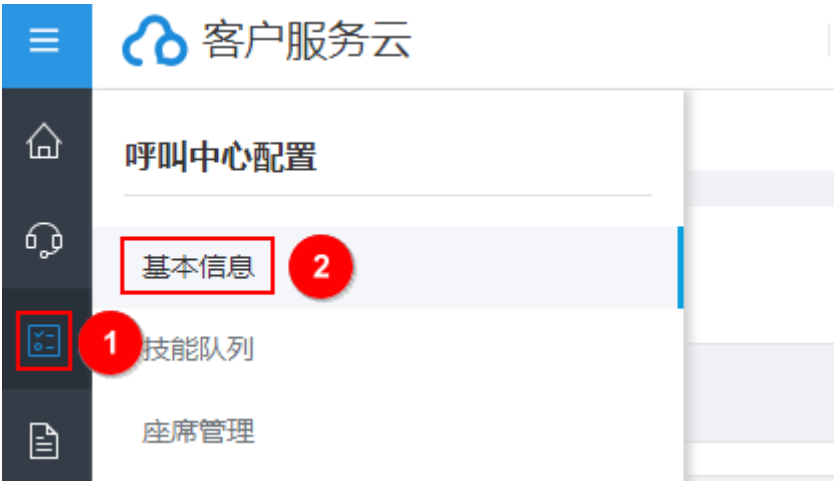 客户服务云
呼叫中心配置
基本信息 2
1 技能队列
座席管理